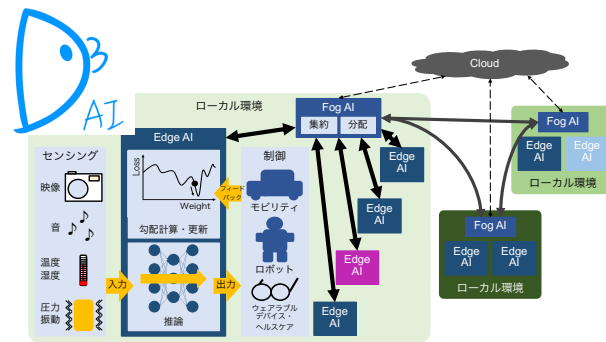 3
AI
Cloud
ローカル環境
Fog AI
集約
分配
Edge AI
Loss
Weight
勾配計算・更新
推論
センシング
映像
音
温度
湿度
圧力
振動
入力
出力
フィード
バック
制御
モビリティ
ロボット
ウェアラブル
デバイス・
ヘルスケア
Edge
AI
Edge
AI
Edge
AI
Edge
AI
Fog AI
Edge
AI
Edge
AI
ローカル環境
Fog AI
Edge
AI
Edge
AI
ローカル環境